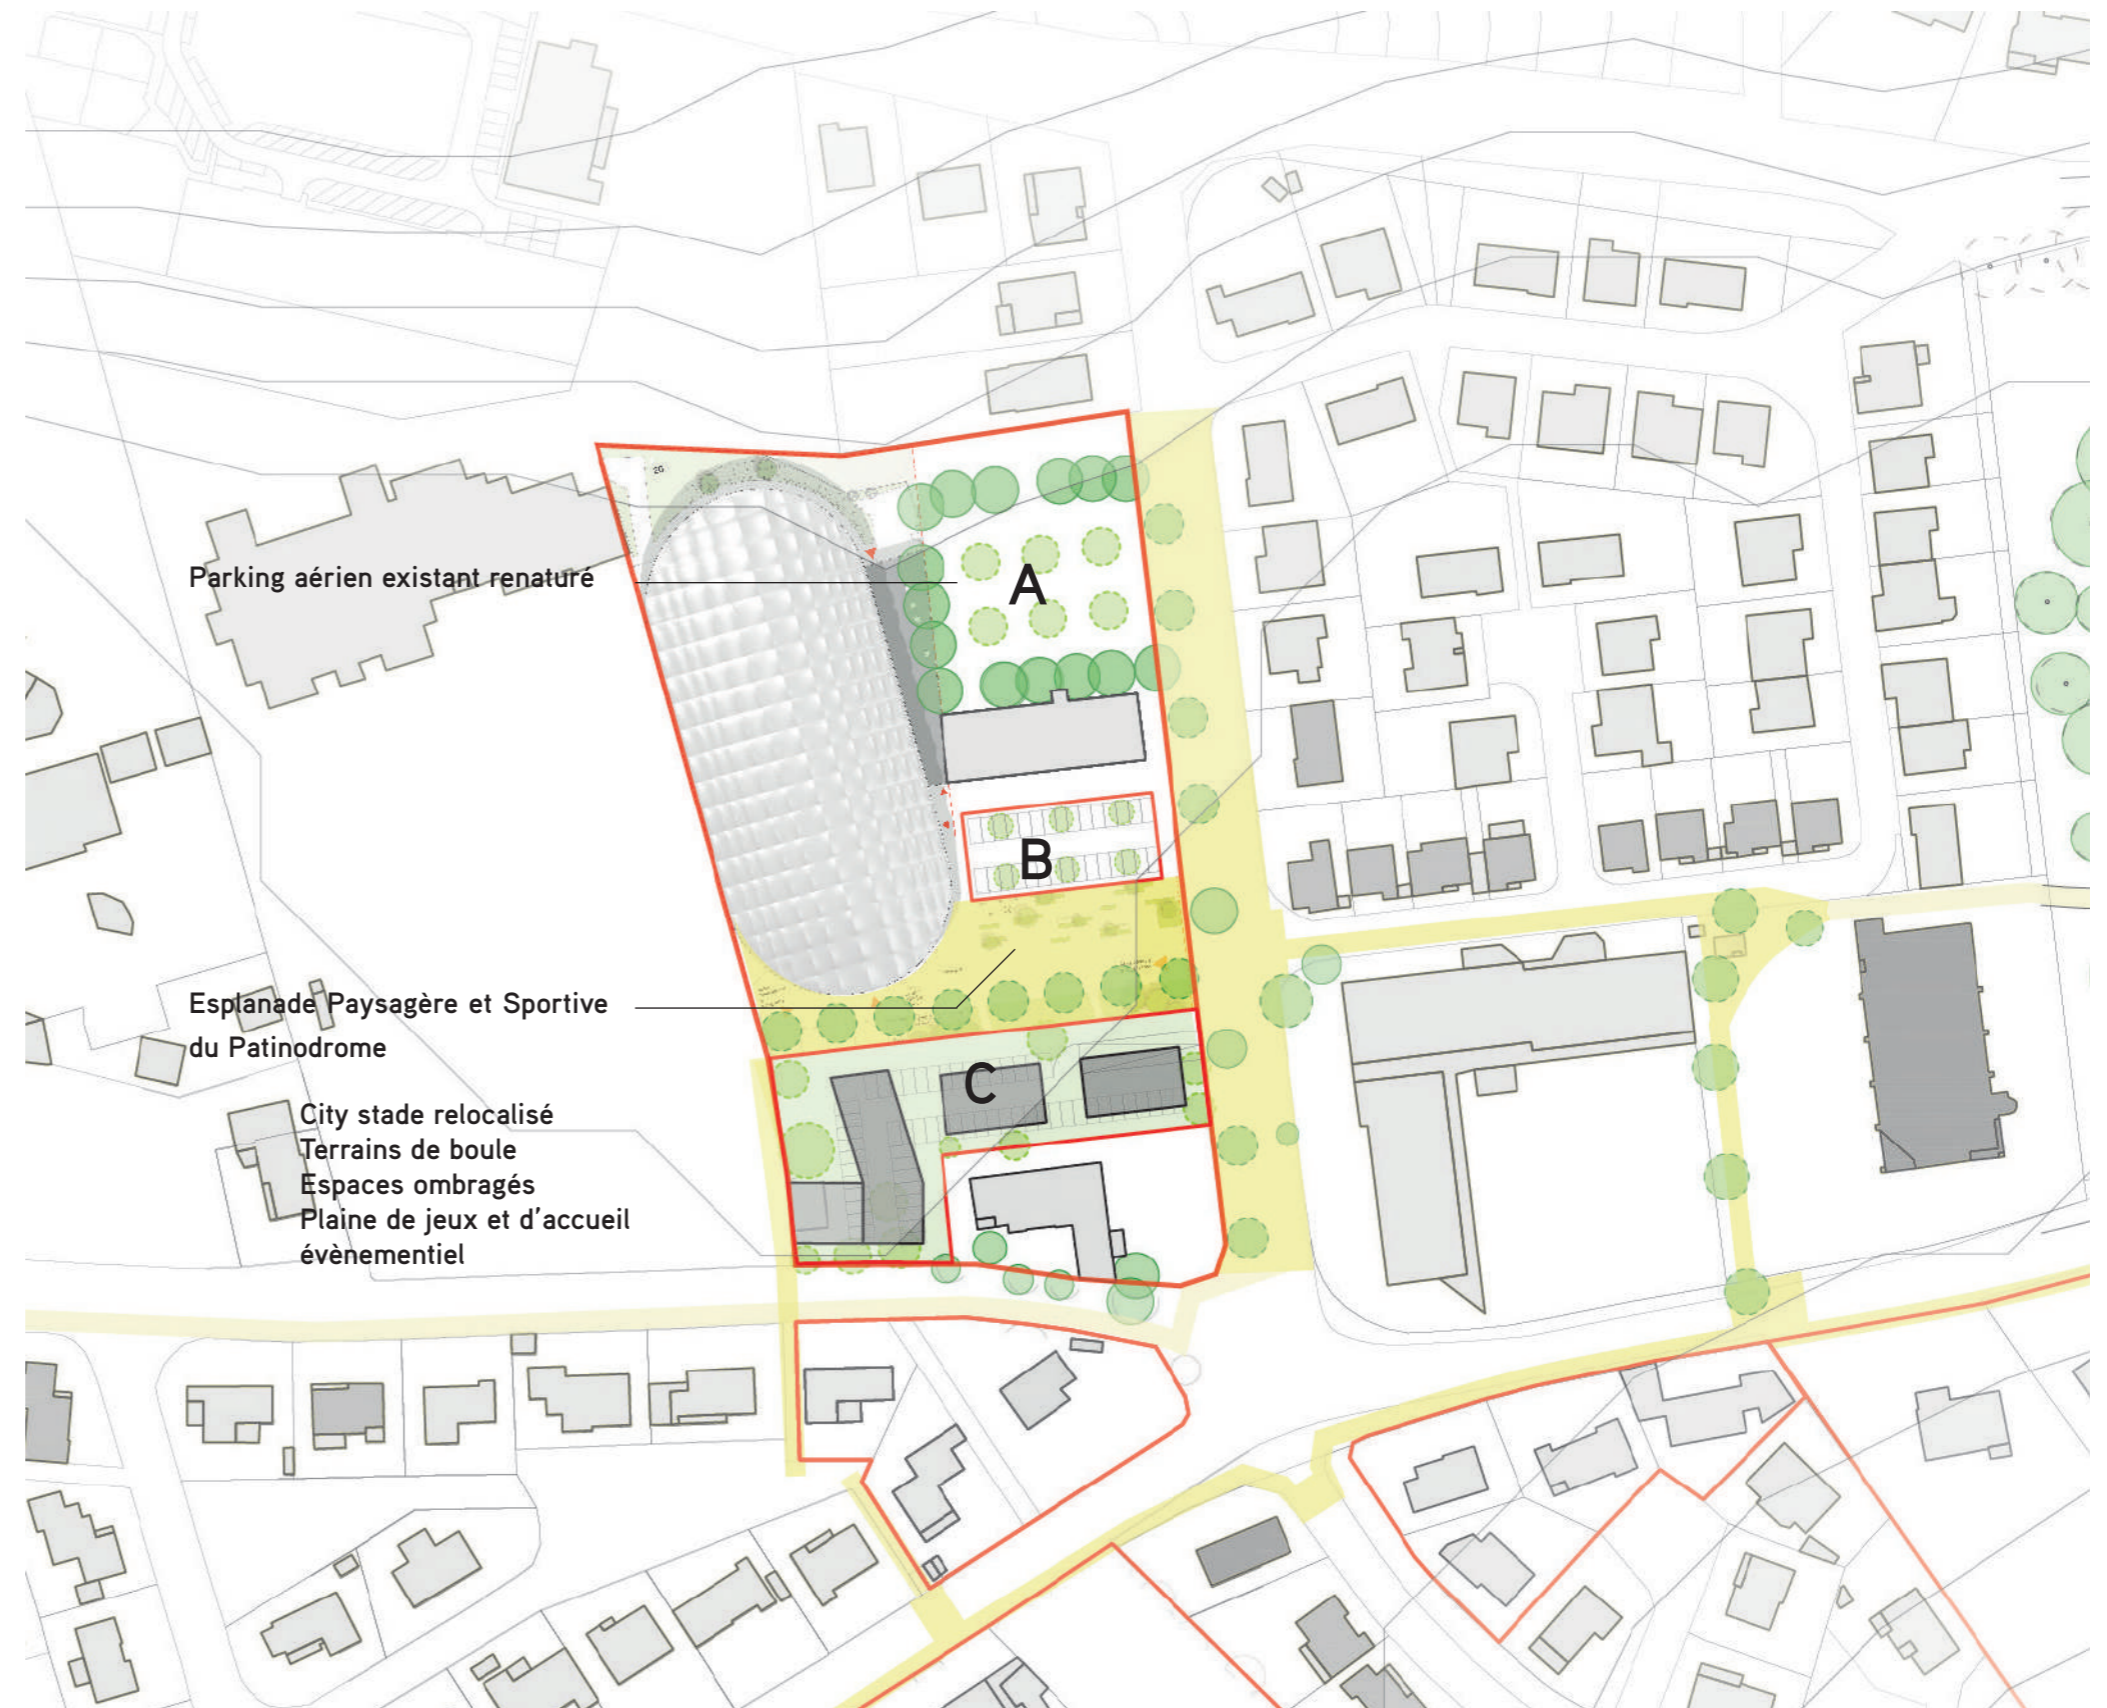 2G
Parking aérien existant renaturé
A
B
Esplanade Paysagère et Sportive
du Patinodrome
C
City stade relocalisé
Terrains de boule
Espaces ombragés
Plaine de jeux et d'accueil
évènementiel